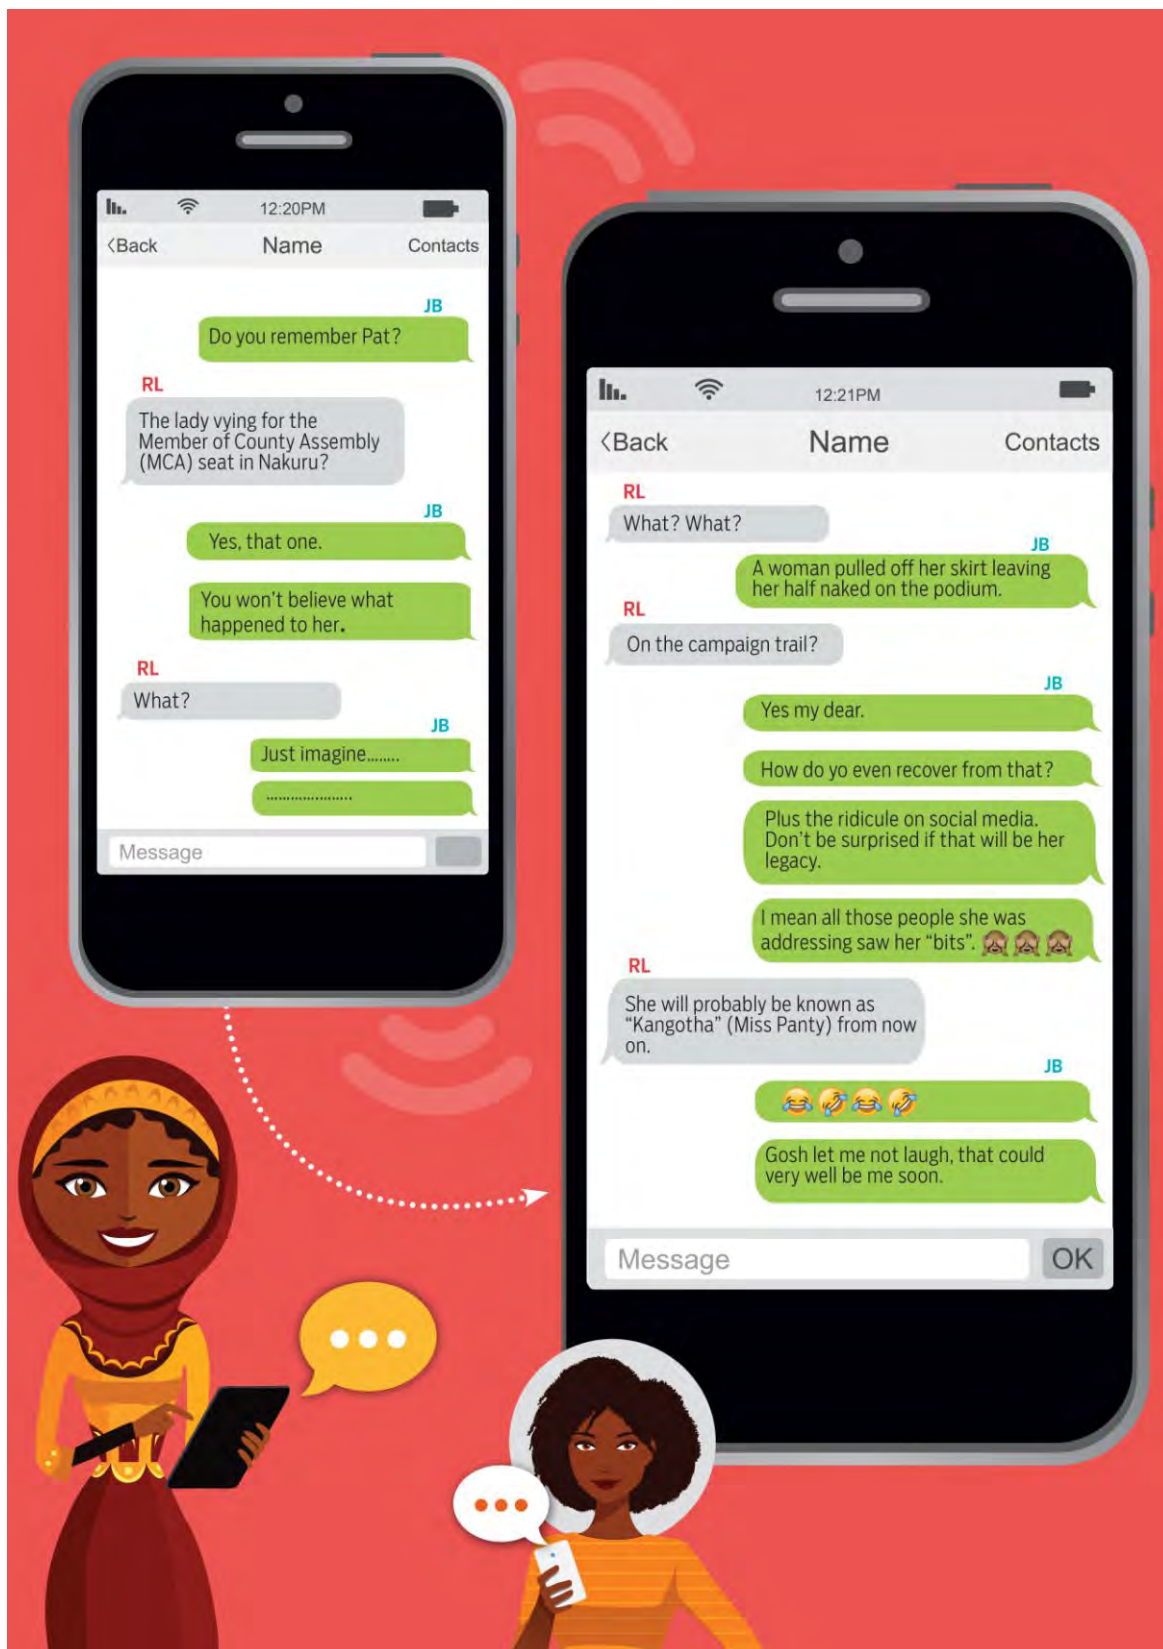 12:20PM
<Back Name Contacts
JB
Do you remember Pat?
RL
The lady vying for the
Member of County Assembly
(MCA) seat in Nakuru?
JB
Yes, that one.
You won't believe what
happened to her.
RL
What?
JB
Just imagine........
.....................
Message
12:21PM
<Back Name Contacts
RL
What? What?
JB
A woman pulled off her skirt leaving
her half naked on the podium.
RL
On the campaign trail?
JB
Yes my dear.
How do yo even recover from that?
Plus the ridicule on social media.
Don't be surprised if that will be her
legacy.
I mean all those people she was
addressing saw her “bits”. 🙈🙈🙈
RL
She will probably be known as
“Kangotha” (Miss Panty) from now
on.
JB
😂🤣😂🤣
Gosh let me not laugh, that could
very well be me soon.
Message OK